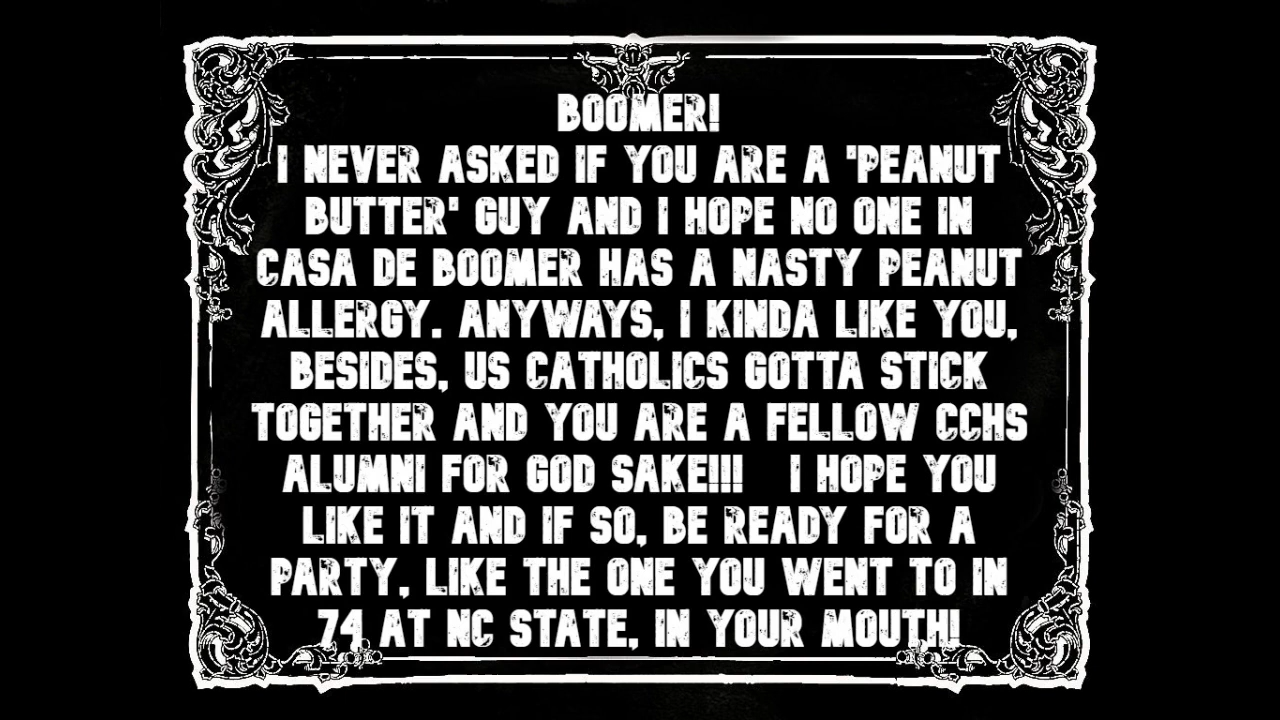 BOOMER!
I NEVER ASKED IF YOU ARE A "PEANUT
BUTTER" GUY AND I HOPE NO ONE IN
CASA DE BOOMER HAS A NASTY PEANUT
ALLERGY. ANYWAYS, I KINDA LIKE YOU,
BESIDES, US CATHOLICS GOTTA STICK
TOGETHER AND YOU ARE A FELLOW CCHS
ALUMNI FOR GOD SAKE!!! I HOPE YOU
LIKE IT AND IF SO, BE READY FOR A
PARTY, LIKE THE ONE YOU WENT TO IN
74 AT NC STATE, IN YOUR MOUTH!